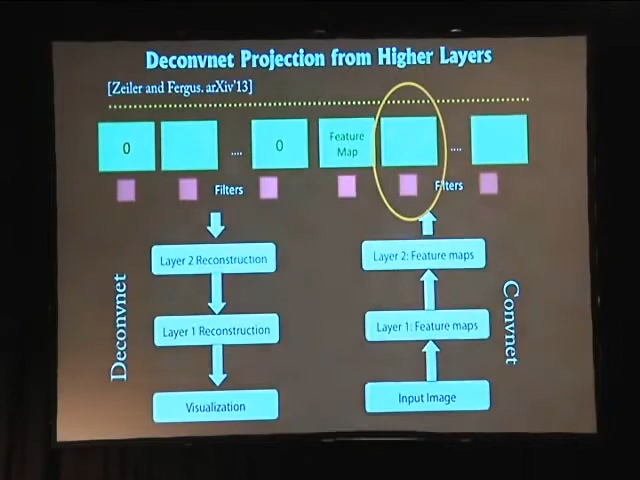 Deconvnet Projection from Higher Layers
[Zeiler and Fergus. arXiv'13]
0
....
0
Feature
Map
....
Filters
Filters
Layer 2 Reconstruction
Layer 2: Feature maps
Deconvnet
Convnet
Layer 1 Reconstruction
Layer 1: Feature maps
Visualization
Input Image